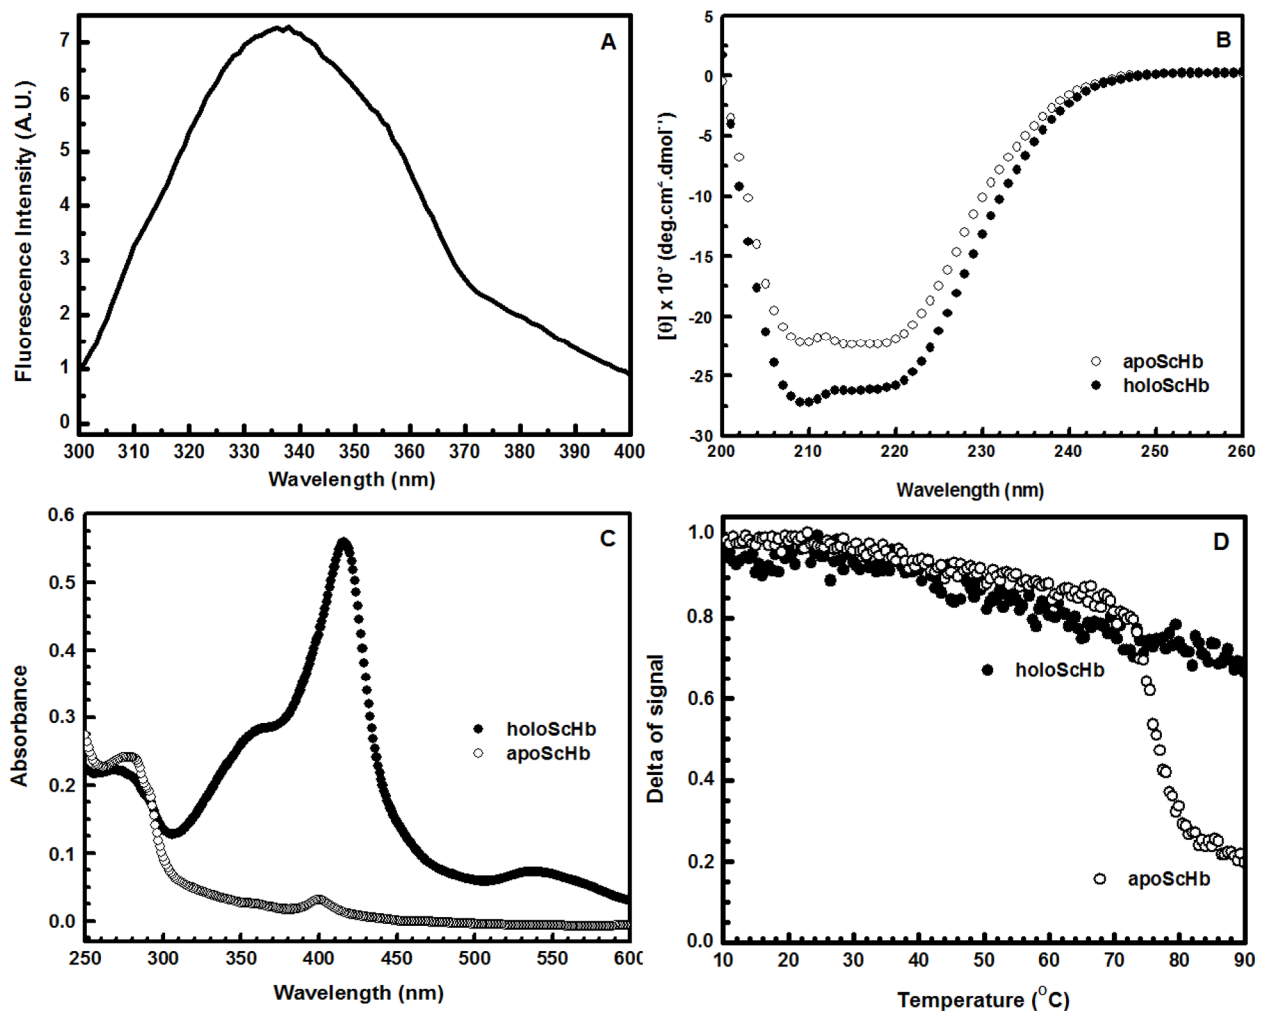 A
7
6
5
4
3
2
1
0
Fluorescence Intensity (A.U.)
300 310 320 330 340 350 360 370 380 390 400
Wavelength (nm)
B
5
0
-5
-10
-15
-20
-25
-30
[θ] x 10³ (deg.cm².dmol⁻¹)
apoScHb
holoScHb
200 210 220 230 240 250 260
Wavelength (nm)
C
0.6
0.5
0.4
0.3
0.2
0.1
0.0
Absorbance
holoScHb
apoScHb
250 300 350 400 450 500 550 600
Wavelength (nm)
D
1.0
0.8
0.6
0.4
0.2
0.0
Delta of signal
holoScHb
apoScHb
10 20 30 40 50 60 70 80 90
Temperature (°C)